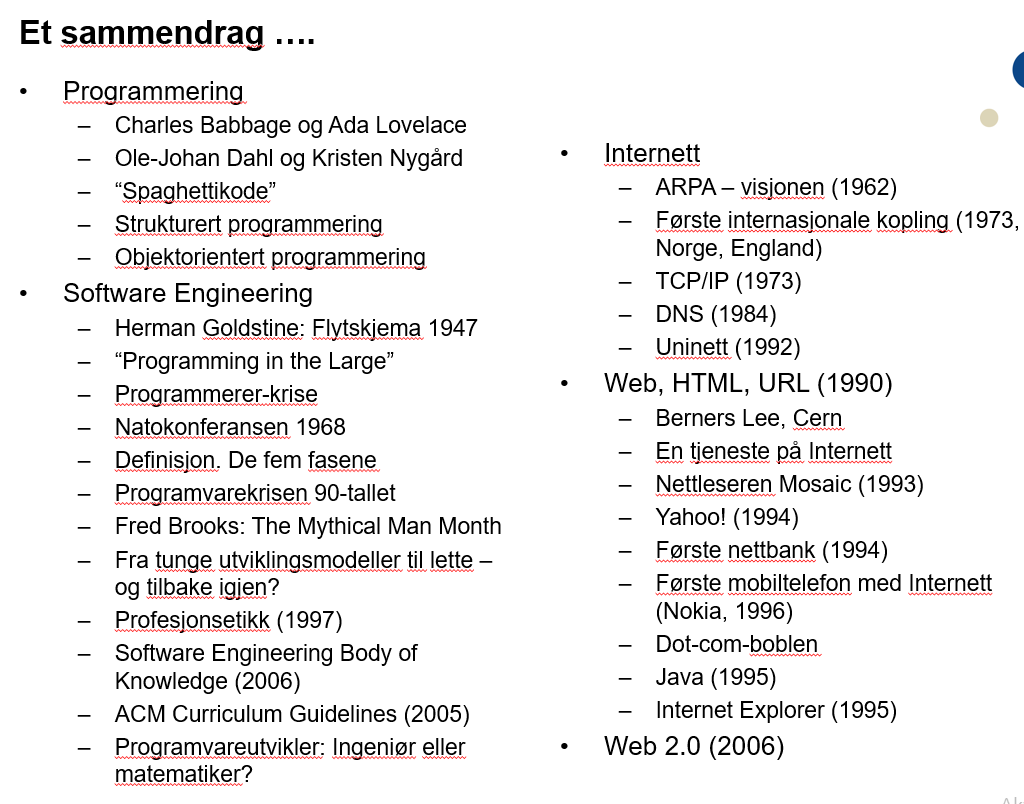 Et sammendrag ….
• Programmering
– Charles Babbage og Ada Lovelace
– Ole-Johan Dahl og Kristen Nygård
– “Spaghettikode”
– Strukturert programmering
– Objektorientert programmering
• Software Engineering
– Herman Goldstine: Flytskjema 1947
– “Programming in the Large”
– Programmerer-krise
– Natokonferansen 1968
– Definisjon. De fem fasene
– Programvarekrisen 90-tallet
– Fred Brooks: The Mythical Man Month
– Fra tunge utviklingsmodeller til lette –
og tilbake igjen?
– Profesjonsetikk (1997)
– Software Engineering Body of
Knowledge (2006)
– ACM Curriculum Guidelines (2005)
– Programvareutvikler: Ingeniør eller
matematiker?
• Internett
– ARPA – visjonen (1962)
– Første internasjonale kopling (1973,
Norge, England)
– TCP/IP (1973)
– DNS (1984)
– Uninett (1992)
• Web, HTML, URL (1990)
– Berners Lee, Cern
– En tjeneste på Internett
– Nettleseren Mosaic (1993)
– Yahoo! (1994)
– Første nettbank (1994)
– Første mobiltelefon med Internett
(Nokia, 1996)
– Dot-com-boblen
– Java (1995)
– Internet Explorer (1995)
• Web 2.0 (2006)